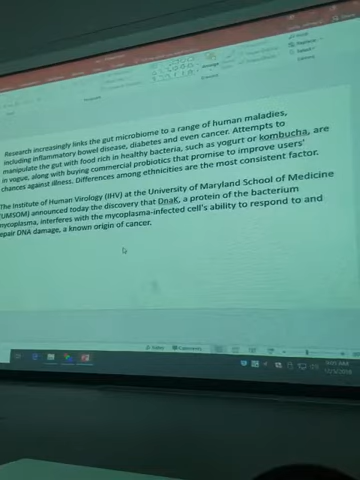 Research increasingly links the gut microbiome to a range of human maladies,
including inflammatory bowel disease, diabetes and even cancer. Attempts to
manipulate the gut with food rich in healthy bacteria, such as yogurt or kombucha, are
in vogue, along with buying commercial probiotics that promise to improve users'
chances against illness. Differences among ethnicities are the most consistent factor.
The Institute of Human Virology (IHV) at the University of Maryland School of Medicine
(UMSOM) announced today the discovery that DnaK, a protein of the bacterium
mycoplasma, interferes with the mycoplasma-infected cell's ability to respond to and
epair DNA damage, a known origin of cancer.